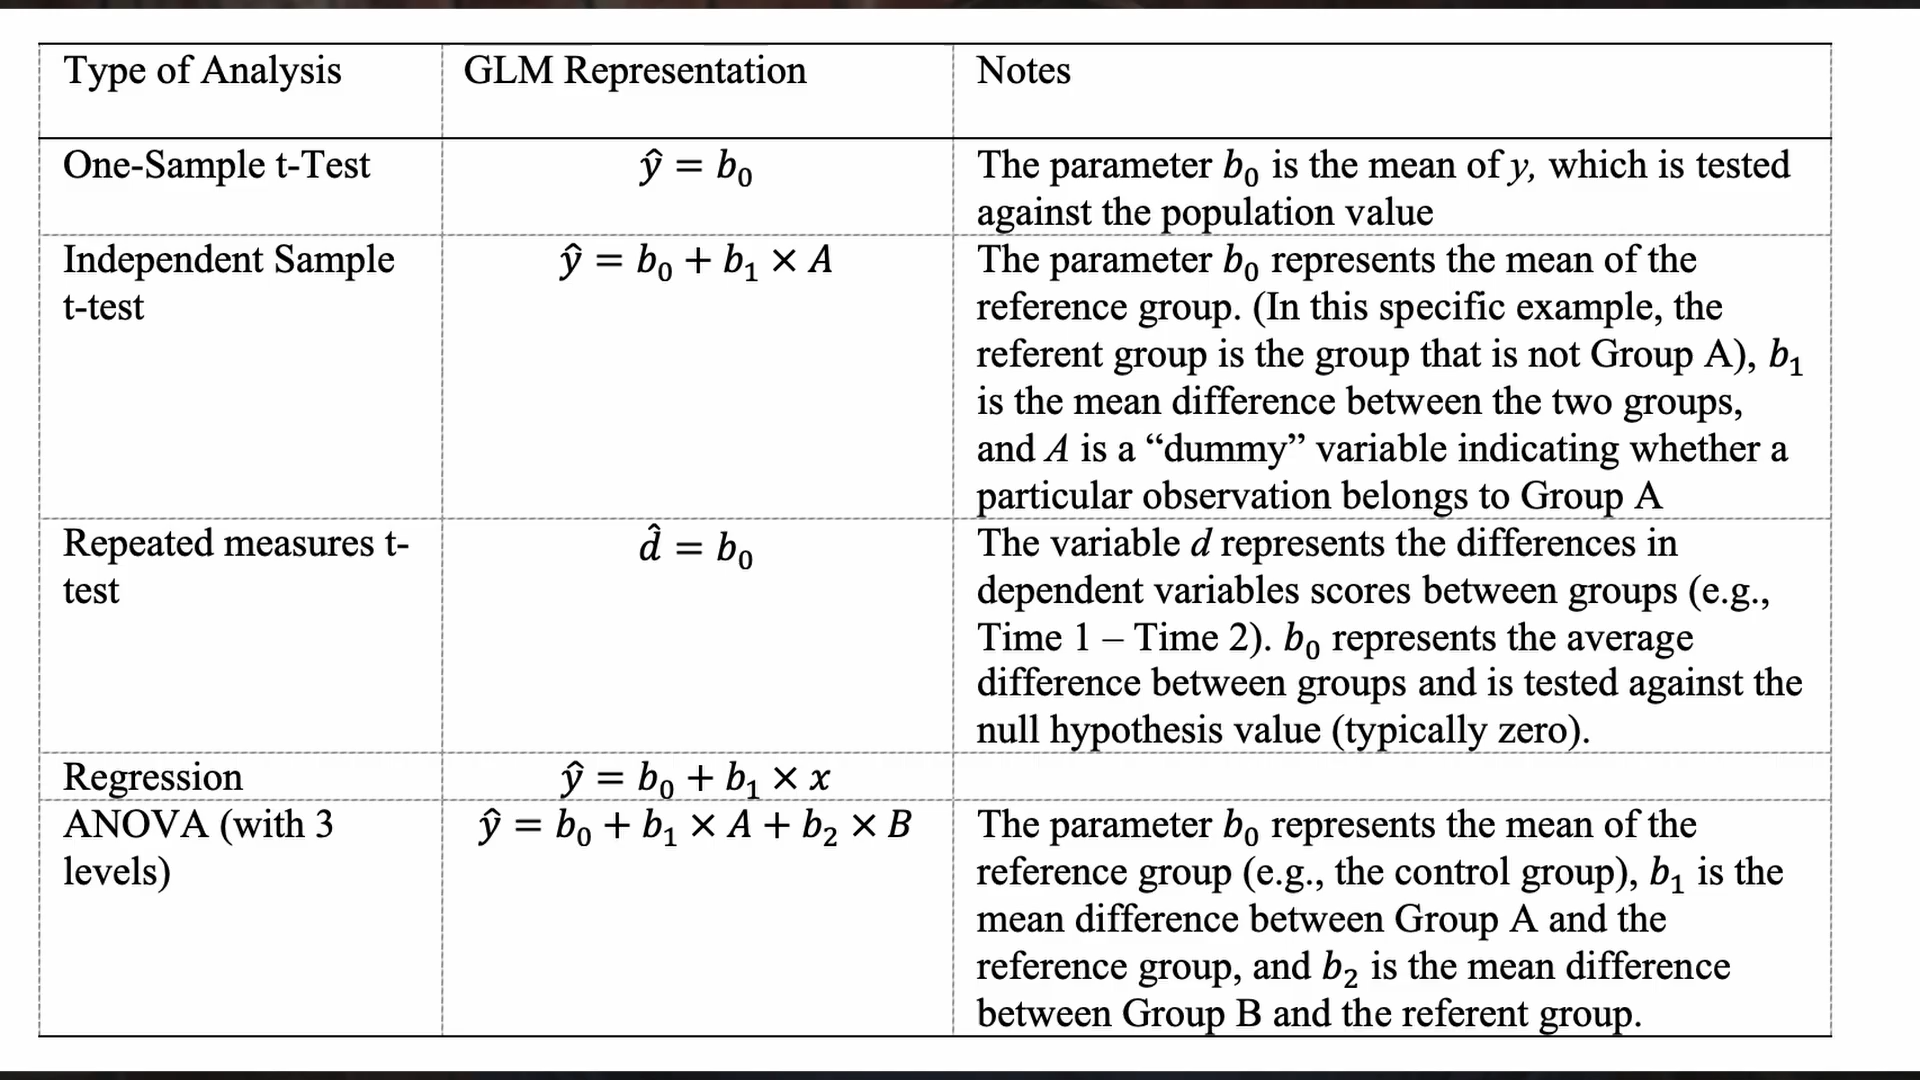 Type of Analysis
GLM Representation
Notes
One-Sample t-Test
ŷ = b₀
The parameter b₀ is the mean of y, which is tested
against the population value
Independent Sample
t-test
ŷ = b₀ + b₁ × A
The parameter b₀ represents the mean of the
reference group. (In this specific example, the
referent group is the group that is not Group A), b₁
is the mean difference between the two groups,
and A is a “dummy” variable indicating whether a
particular observation belongs to Group A
Repeated measures t-
test
d̂ = b₀
The variable d represents the differences in
dependent variables scores between groups (e.g.,
Time 1 – Time 2). b₀ represents the average
difference between groups and is tested against the
null hypothesis value (typically zero).
Regression
ŷ = b₀ + b₁ × x
ANOVA (with 3
levels)
ŷ = b₀ + b₁ × A + b₂ × B
The parameter b₀ represents the mean of the
reference group (e.g., the control group), b₁ is the
mean difference between Group A and the
reference group, and b₂ is the mean difference
between Group B and the referent group.